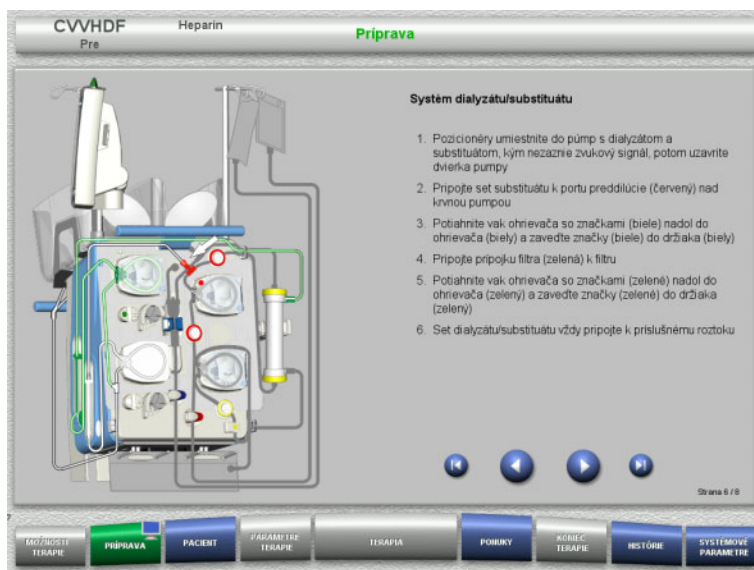 CVVHDF
Heparin
Príprava
Pre
Systém dialyzátu/substituátu
1. Pozicionéry umiestnite do púmp s dialyzátom a
substituátom, kým nezaznie zvukový signál, potom uzavrite
dvierka pumpy
2. Pripojte set substituátu k portu preddilúcie (červený) nad
krvnou pumpou
3. Potiahnite vak ohrievača so značkami (biele) nadol do
ohrievača (biely) a zaveďte značky (biele) do držiaka (biely)
4. Pripojte prípojku filtra (zelená) k filtru
5. Potiahnite vak ohrievača so značkami (zelené) nadol do
ohrievača (zelený) a zaveďte značky (zelené) do držiaka
(zelený)
6. Set dialyzátu/substituátu vždy pripojte k príslušnému roztoku
Strana 6 / 8
MOŽNOSTI
TERAPIE
PRÍPRAVA
PACIENT
PARAMETRE
TERAPIE
TERAPIA
PONUKY
KONIEC
TERAPIE
HISTÓRIE
SYSTÉMOVÉ
PARAMETRE